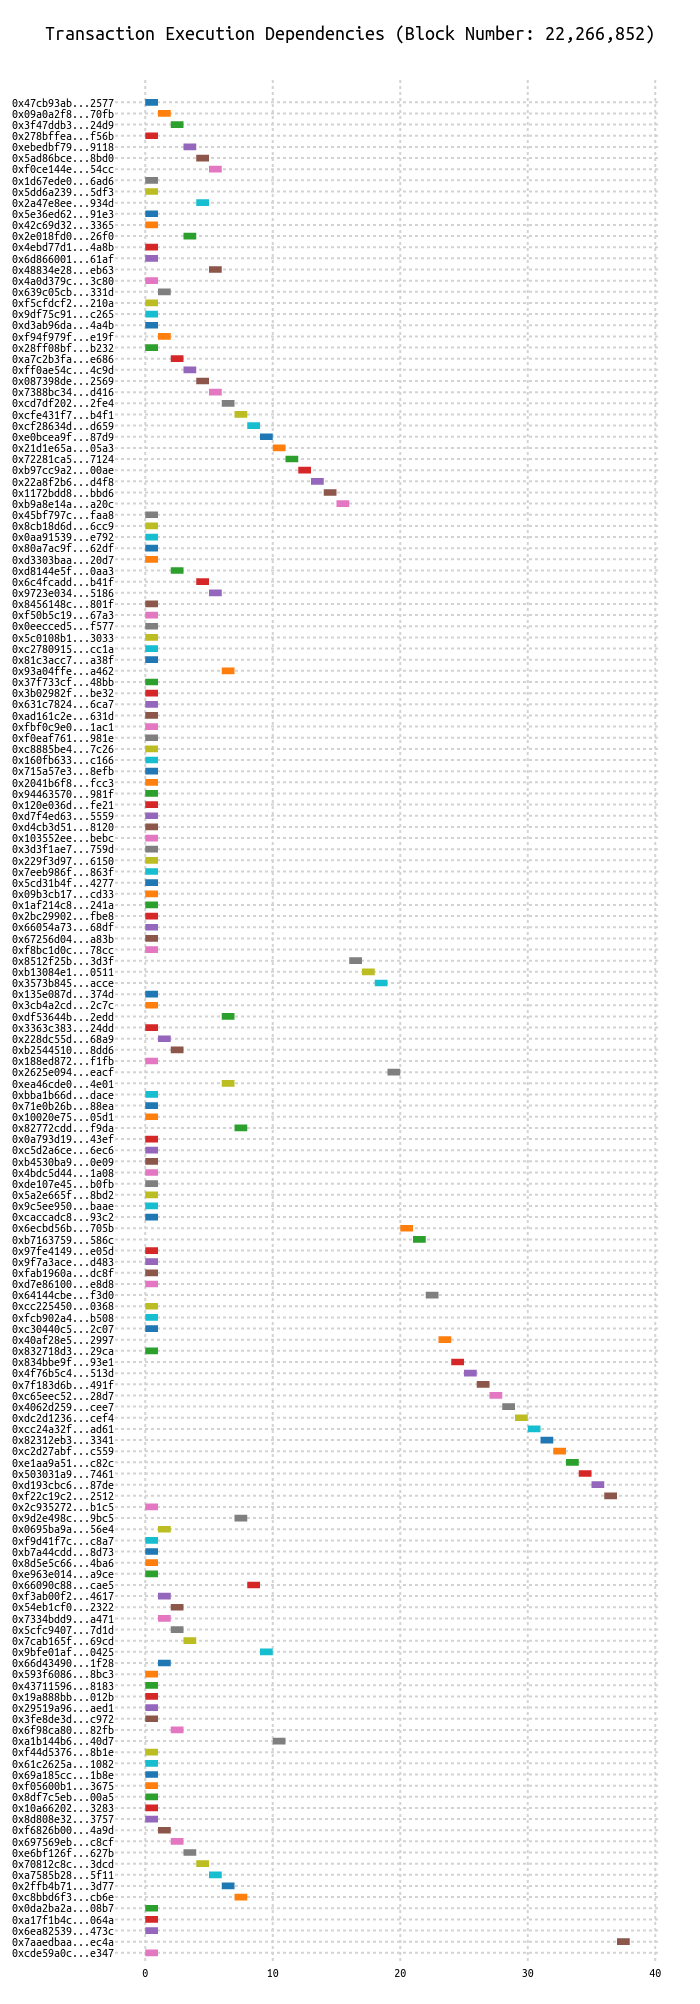 Transaction Execution Dependencies (Block Number: 22,266,852)
0x47cb93ab...2577
0x09a0a2f8...70fb
0x3f47ddb3...24d9
0x278bffea...f56b
0xebedbf79...9118
0x5ad86bce...8bd0
0xf0ce144e...54cc
0x1d67ede0...6ad6
0x5dd6a239...5df3
0x2a47e8ee...934d
0x5e36ed62...91e3
0x42c69d32...3365
0x2e018fd0...26f0
0x4ebd77d1...4a8b
0x6d866001...61af
0x48834e28...eb63
0x4a0d379c...3c80
0x639c05cb...331d
0xf5cfdcf2...210a
0x9df75c91...c265
0xd3ab96da...4a4b
0xf94f979f...e19f
0x28ff08bf...b232
0xa7c2b3fa...e686
0xff0ae54c...4c9d
0x087398de...2569
0x7388bc34...d416
0xcd7df202...2fe4
0xcfe431f7...b4f1
0xcf28634d...d659
0xe0bcea9f...87d9
0x21d1e65a...05a3
0x72281ca5...7124
0xb97cc9a2...00ae
0x22a8f2b6...d4f8
0x1172bdd8...bbd6
0xb9a8e14a...a20c
0x45bf797c...faa8
0x8cb18d6d...6cc9
0x0aa91539...e792
0x80a7ac9f...62df
0xd3303baa...20d7
0xd8144e5f...0aa3
0x6c4fcadd...b41f
0x9723e034...5186
0x8456148c...801f
0xf50b5c19...67a3
0x0eecced5...f577
0x5c0108b1...3033
0xc2780915...cc1a
0x81c3acc7...a38f
0x93a04ffe...a462
0x37f733cf...48bb
0x3b02982f...be32
0x631c7824...6ca7
0xad161c2e...631d
0xfbf0c9e0...1ac1
0xf0eaf761...981e
0xc8885be4...7c26
0x160fb633...c166
0x715a57e3...8efb
0x2041b6f8...fcc3
0x94463570...981f
0x120e036d...fe21
0xd7f4ed63...5559
0xd4cb3d51...8120
0x103552ee...bebc
0x3d3f1ae7...759d
0x229f3d97...6150
0x7eeb986f...863f
0x5cd31b4f...4277
0x09b3cb17...cd33
0x1af214c8...241a
0x2bc29902...fbe8
0x66054a73...68df
0x67256d04...a83b
0xf8bc1d0c...78cc
0x8512f25b...3d3f
0xb13084e1...0511
0x3573b845...acce
0x135e087d...374d
0x3cb4a2cd...2c7c
0xdf53644b...2edd
0x3363c383...24dd
0x228dc55d...68a9
0xb2544510...8dd6
0x188ed872...f1fb
0x2625e094...eacf
0xea46cde0...4e01
0xbba1b66d...dace
0x71e0b26b...88ea
0x10020e75...05d1
0x82772cdd...f9da
0x0a793d19...43ef
0xc5d2a6ce...6ec6
0xb4530ba9...0e09
0x4bdc5d44...1a08
0xde107e45...b0fb
0x5a2e665f...8bd2
0x9c5ee950...baae
0xcaccadc8...93c2
0x6ecbd56b...705b
0xb7163759...586c
0x97fe4149...e05d
0x9f7a3ace...d483
0xfab1960a...dc8f
0xd7e86100...e8d8
0x64144cbe...f3d0
0xcc225450...0368
0xfcb902a4...b508
0xc30440c5...2c07
0x40af28e5...2997
0x832718d3...29ca
0x834bbe9f...93e1
0x4f76b5c4...513d
0x7f183d6b...491f
0xc65eec52...28d7
0x4062d259...cee7
0xdc2d1236...cef4
0xcc24a32f...ad61
0x82312eb3...3341
0xc2d27abf...c559
0xe1aa9a51...c82c
0x503031a9...7461
0xd193cbc6...87de
0xf22c19c2...2512
0x2c935272...b1c5
0x9d2e498c...9bc5
0x0695ba9a...56e4
0xf9d41f7c...c8a7
0xb7a44cdd...8d73
0x8d5e5c66...4ba6
0xe963e014...a9ce
0x66090c88...cae5
0xf3ab00f2...4617
0x54eb1cf0...2322
0x7334bdd9...a471
0x5cfc9407...7d1d
0x7cab165f...69cd
0x9bfe01af...0425
0x66d43490...1f28
0x593f6086...8bc3
0x43711596...8183
0x19a888bb...012b
0x29519a96...aed1
0x3fe8de3d...c972
0x6f98ca80...82fb
0xa1b144b6...40d7
0xf44d5376...8b1e
0x61c2625a...1082
0x69a185cc...1b8e
0xf05600b1...3675
0x8df7c5eb...00a5
0x10a66202...3283
0x8d808e32...3757
0xf6826b00...4a9d
0x697569eb...c8cf
0xe6bf126f...627b
0x70812c8c...3dcd
0xa7585b28...5f11
0x2ffb4b71...3d77
0xc8bbd6f3...cb6e
0x0da2ba2a...08b7
0xa17f1b4c...064a
0x6ea82539...473c
0x7aaedbaa...ec4a
0xcde59a0c...e347
0 10 20 30 40